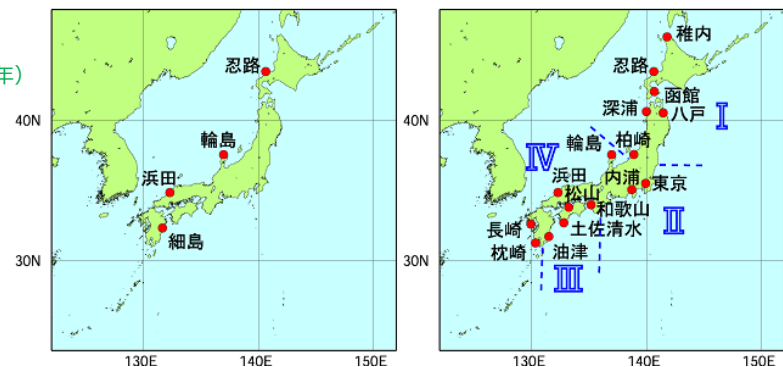 年）
忍路
輪島
浜田
細島
40N
30N
130E
140E
150E
稚内
忍路
函館
深浦
八戸
I
輪島
柏崎
IV
浜田
内浦
東京
松山
和歌山
II
長崎
土佐清水
枕崎
油津
III
40N
30N
130E
140E
150E